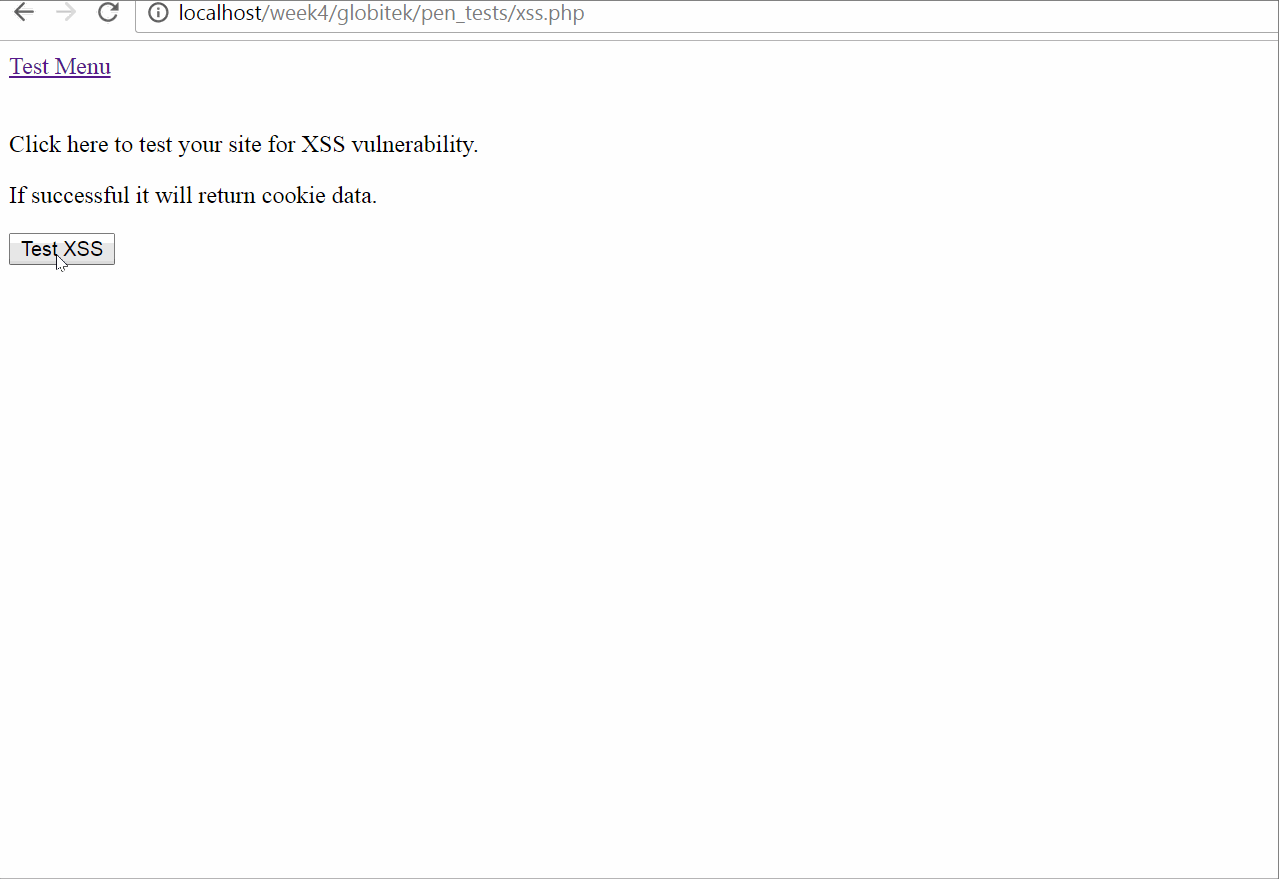 localhost/week4/globitek/pen_tests/xss.php
Test Menu
Click here to test your site for XSS vulnerability.
If successful it will return cookie data.
Test XSS